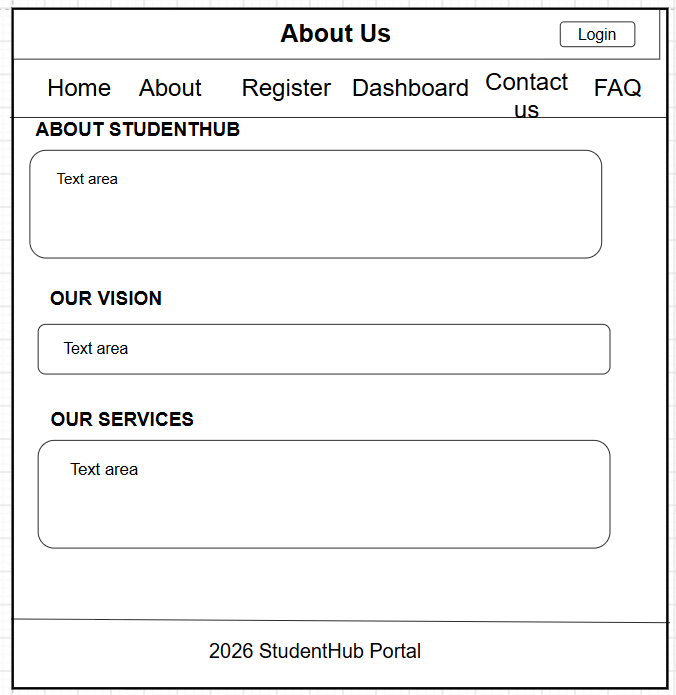 About Us
Login
Home About Register Dashboard Contact us FAQ
ABOUT STUDENTHUB
Text area
OUR VISION
Text area
OUR SERVICES
Text area
2026 StudentHub Portal